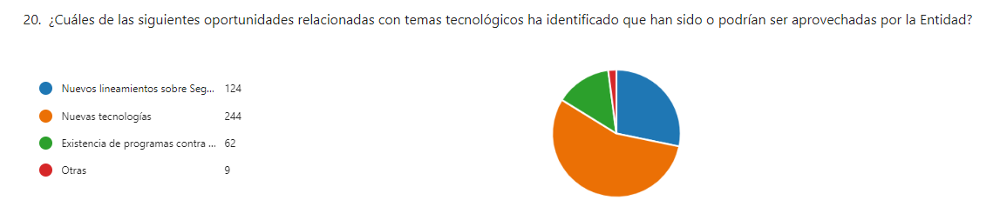 20. ¿Cuáles de las siguientes oportunidades relacionadas con temas tecnológicos ha identificado que han sido o podrían ser aprovechadas por la Entidad?
Nuevos lineamientos sobre Seg... 124
Nuevas tecnologías 244
Existencia de programas contra ... 62
Otras 9